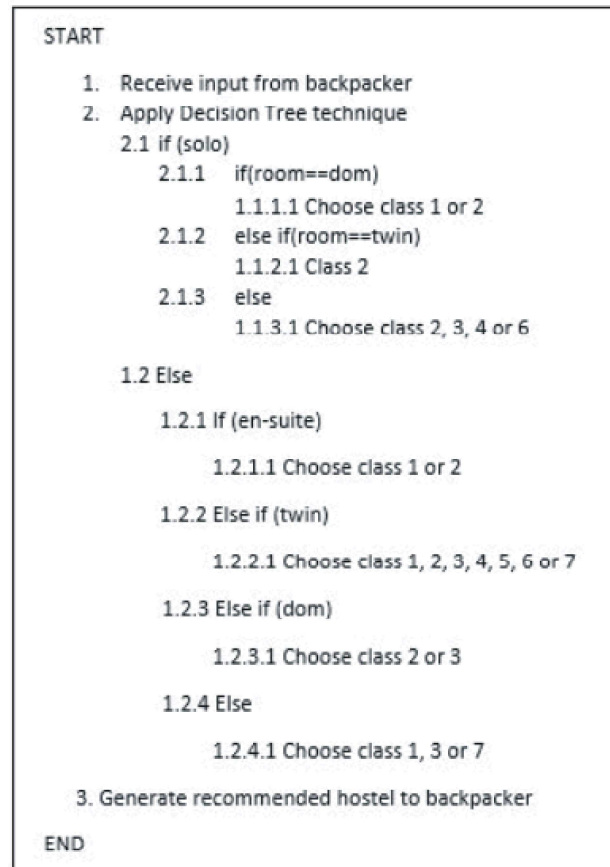 START
1. Receive input from backpacker
2. Apply Decision Tree technique
2.1 if (solo)
2.1.1 if(room==dom)
1.1.1.1 Choose class 1 or 2
2.1.2 else if(room==twin)
1.1.2.1 Class 2
2.1.3 else
1.1.3.1 Choose class 2, 3, 4 or 6
1.2 Else
1.2.1 If (en-suite)
1.2.1.1 Choose class 1 or 2
1.2.2 Else if (twin)
1.2.2.1 Choose class 1, 2, 3, 4, 5, 6 or 7
1.2.3 Else if (dom)
1.2.3.1 Choose class 2 or 3
1.2.4 Else
1.2.4.1 Choose class 1, 3 or 7
3. Generate recommended hostel to backpacker
END